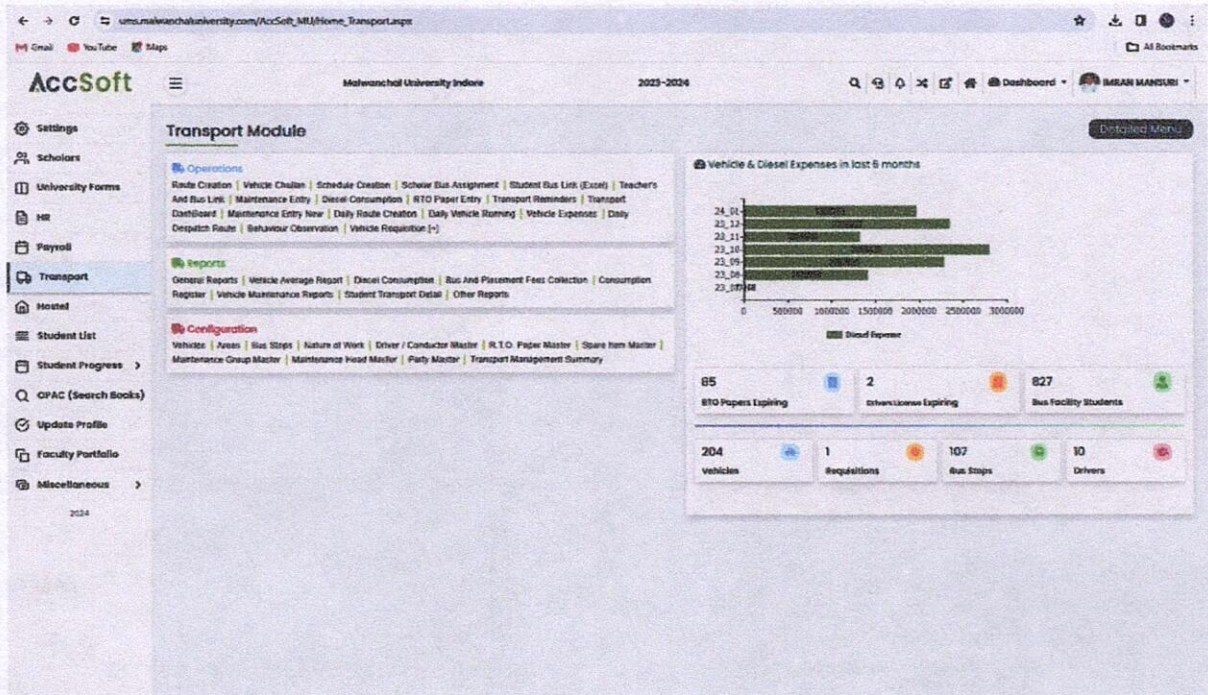 ums.malwanchaluniversity.com/AccSoft_MU/Home_Transport.aspx
Gmail YouTube Maps
All Bookmarks
AccSoft
Malwanchal University Indore
2023-2024
Dashboard
IMRAN MANSURI
Settings
Scholars
University Forms
HR
Payroll
Transport
Hostel
Student List
Student Progress >
OPAC (Search Books)
Update Profile
Faculty Portfolio
Miscellaneous >
2024
Transport Module
Detailed Menu
Operations
Route Creation | Vehicle Challan | Schedule Creation | Scholar Bus Assignment | Student Bus Link (Excel) | Teacher's
And Bus Link | Maintenance Entry | Diesel Consumption | RTO Paper Entry | Transport Reminders | Transport
DashBoard | Maintenance Entry New | Daily Route Creation | Daily Vehicle Running | Vehicle Expenses | Daily
Despatch Route | Behaviour Observation | Vehicle Requisition [+]
Reports
General Reports | Vehicle Average Report | Diesel Consumption | Bus And Placement Fees Collection | Consumption
Register | Vehicle Maintenance Reports | Student Transport Detail | Other Reports
Configuration
Vehicles | Areas | Bus Stops | Nature of Work | Driver / Conductor Master | R.T.O. Paper Master | Spare Item Master |
Maintenance Group Master | Maintenance Head Master | Party Master | Transport Management Summary
Vehicle & Diesel Expenses in last 6 months
24_01
23_12
23_11
23_10
23_09
23_08
23_07
0 500000 1000000 1500000 2000000 2500000 3000000
Diesel Expense
85
RTO Papers Expiring
2
Drivers License Expiring
827
Bus Facility Students
204
Vehicles
1
Requisitions
107
Bus Stops
10
Drivers